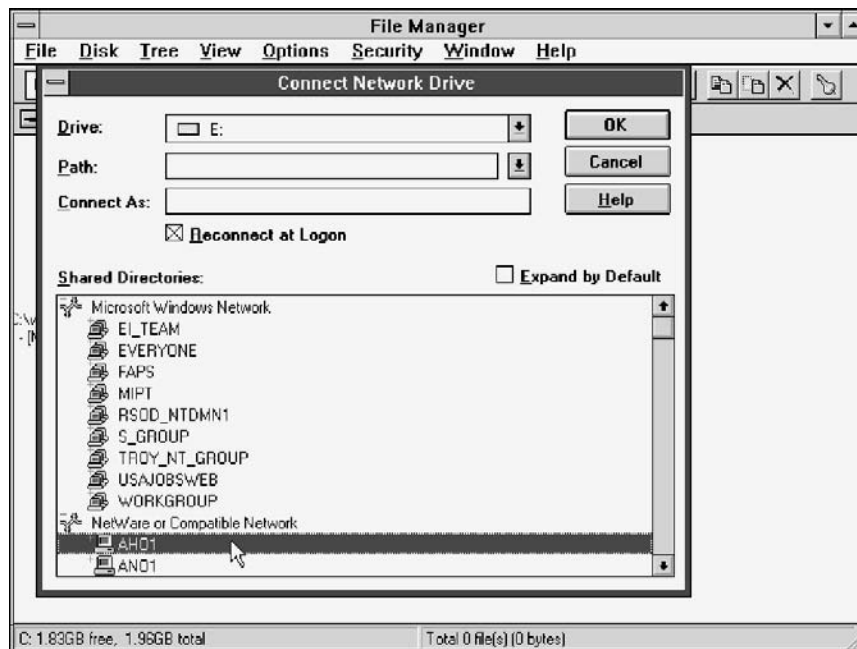 File Manager
File Disk Tree View Options Security Window Help
Connect Network Drive
Drive: E: OK
Path: Cancel
Connect As: Help
Reconnect at Logon
Shared Directories: Expand by Default
Microsoft Windows Network
EI_TEAM
EVERYONE
FAPS
MIPT
RSOD_NTDMN1
S_GROUP
TROY_NT_GROUP
USAJOBSWEB
WORKGROUP
NetWare or Compatible Network
AHO1
ANO1
C: 1.83GB free, 1.96GB total Total 0 file(s) (0 bytes)